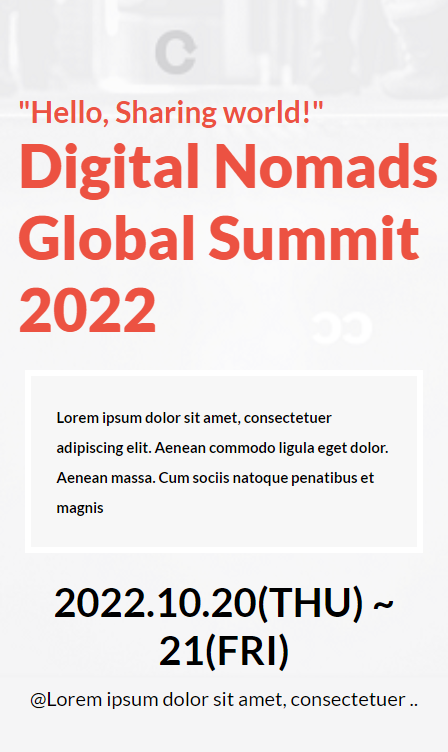 "Hello, Sharing world!"
Digital Nomads
Global Summit
2022
Lorem ipsum dolor sit amet, consectetuer
adipiscing elit. Aenean commodo ligula eget dolor.
Aenean massa. Cum sociis natoque penatibus et
magnis
2022.10.20(THU) ~
21(FRI)
@Lorem ipsum dolor sit amet, consectetuer ..